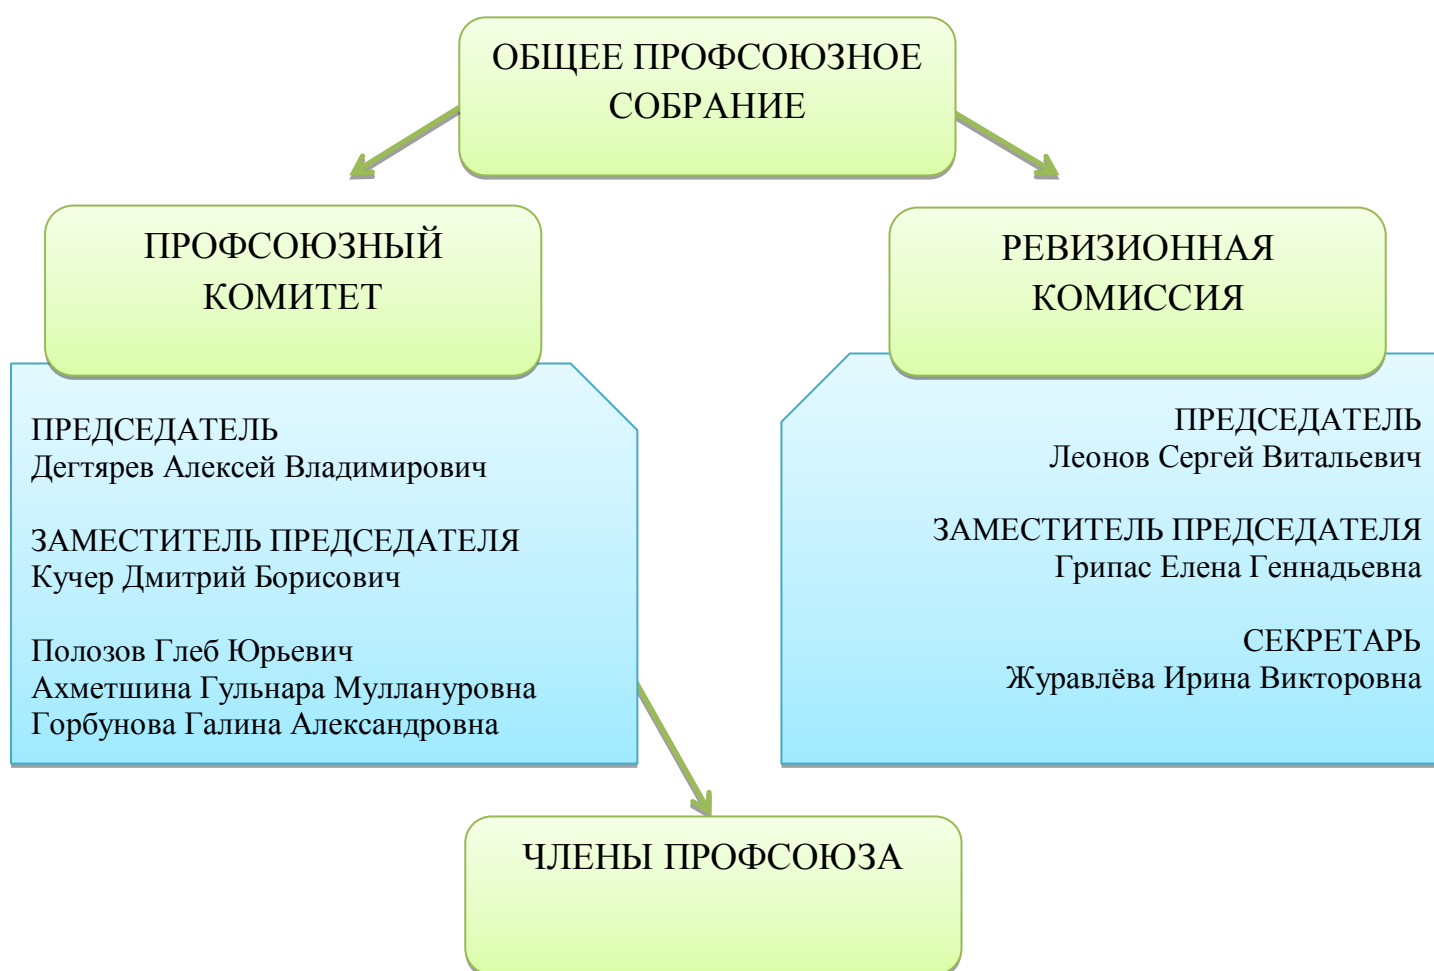 ОБЩЕЕ ПРОФСОЮЗНОЕ
СОБРАНИЕ
ПРОФСОЮЗНЫЙ
КОМИТЕТ
ПРЕДСЕДАТЕЛЬ
Дегтярев Алексей Владимирович
ЗАМЕСТИТЕЛЬ ПРЕДСЕДАТЕЛЯ
Кучер Дмитрий Борисович
Полозов Глеб Юрьевич
Ахметшина Гульнара Муллануровна
Горбунова Галина Александровна
РЕВИЗИОННАЯ
КОМИССИЯ
ПРЕДСЕДАТЕЛЬ
Леонов Сергей Витальевич
ЗАМЕСТИТЕЛЬ ПРЕДСЕДАТЕЛЯ
Грипас Елена Геннадьевна
СЕКРЕТАРЬ
Журавлёва Ирина Викторовна
ЧЛЕНЫ ПРОФСОЮЗА